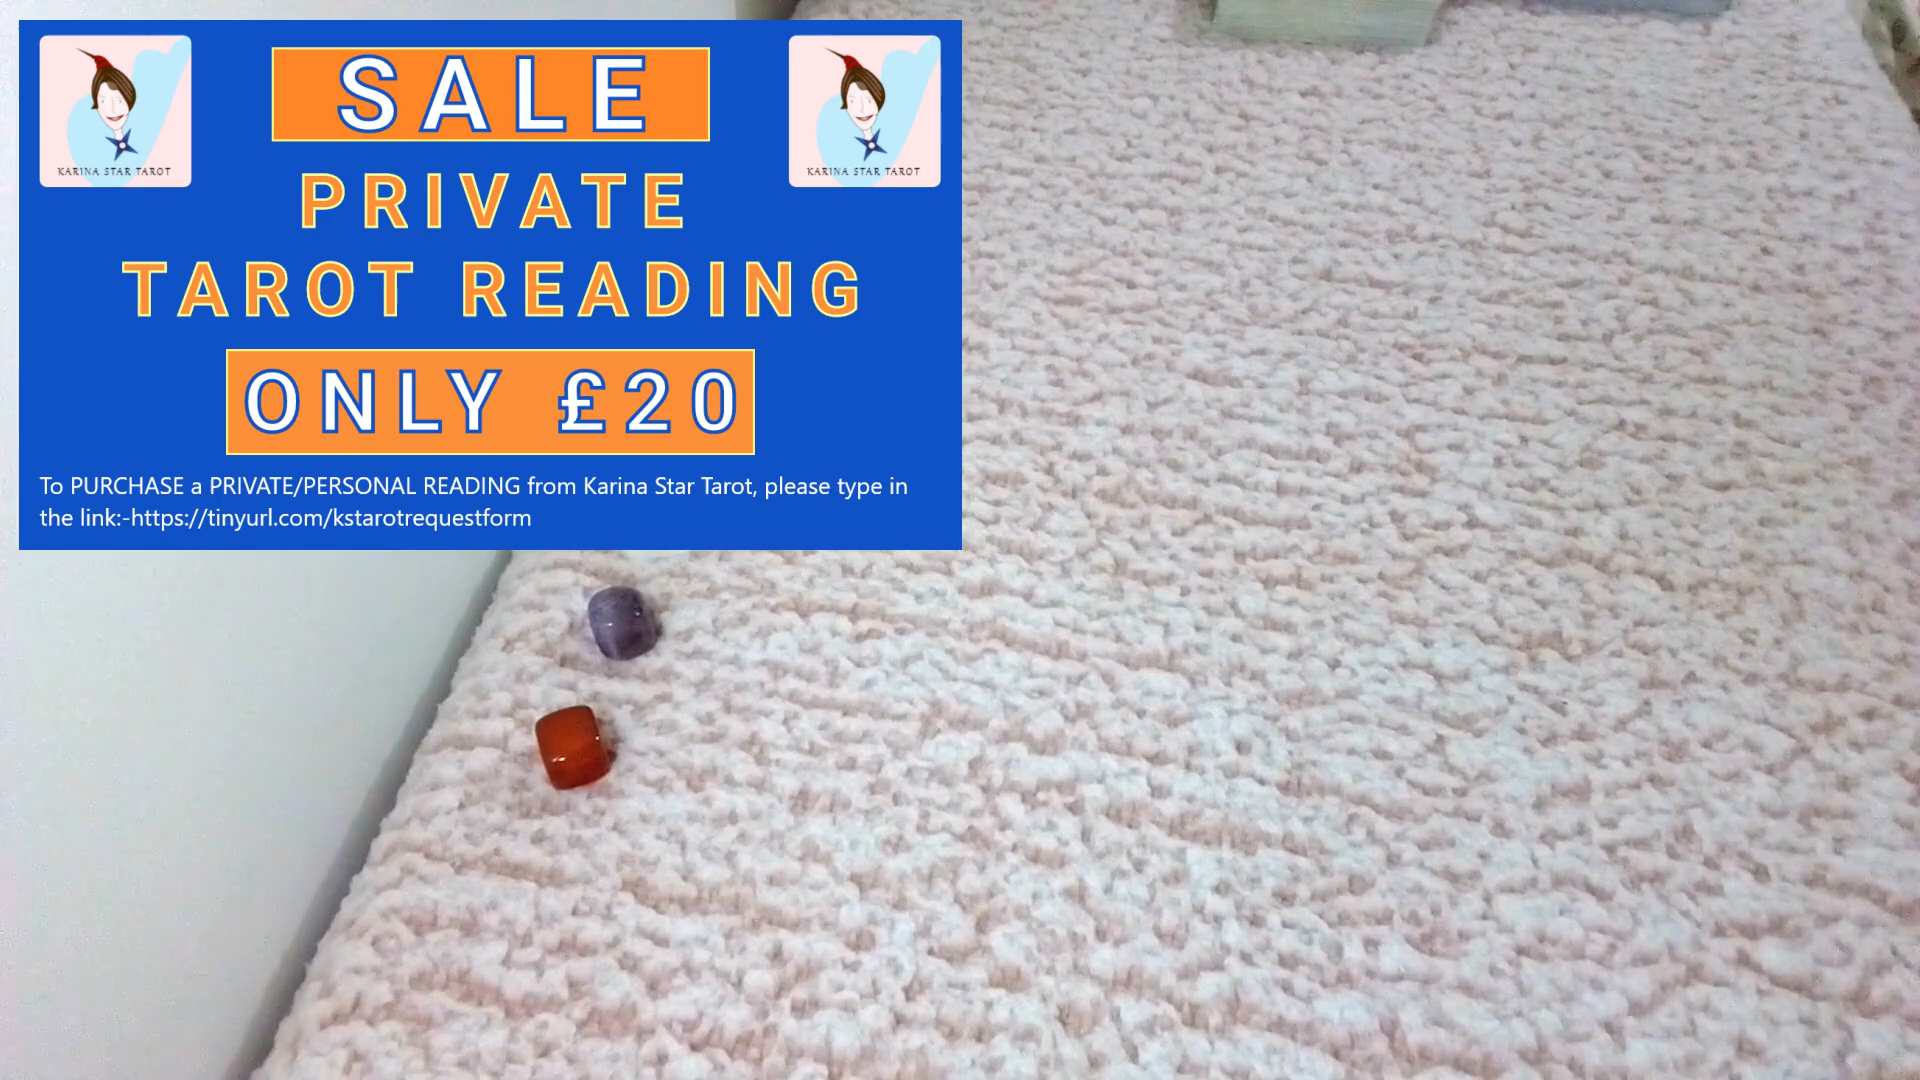 SALE
KARINA STAR TAROT
KARINA STAR TAROT
PRIVATE
TAROT READING
ONLY £20
To PURCHASE a PRIVATE/PERSONAL READING from Karina Star Tarot, please type in
the link:-https://tinyurl.com/kstarotrequestform